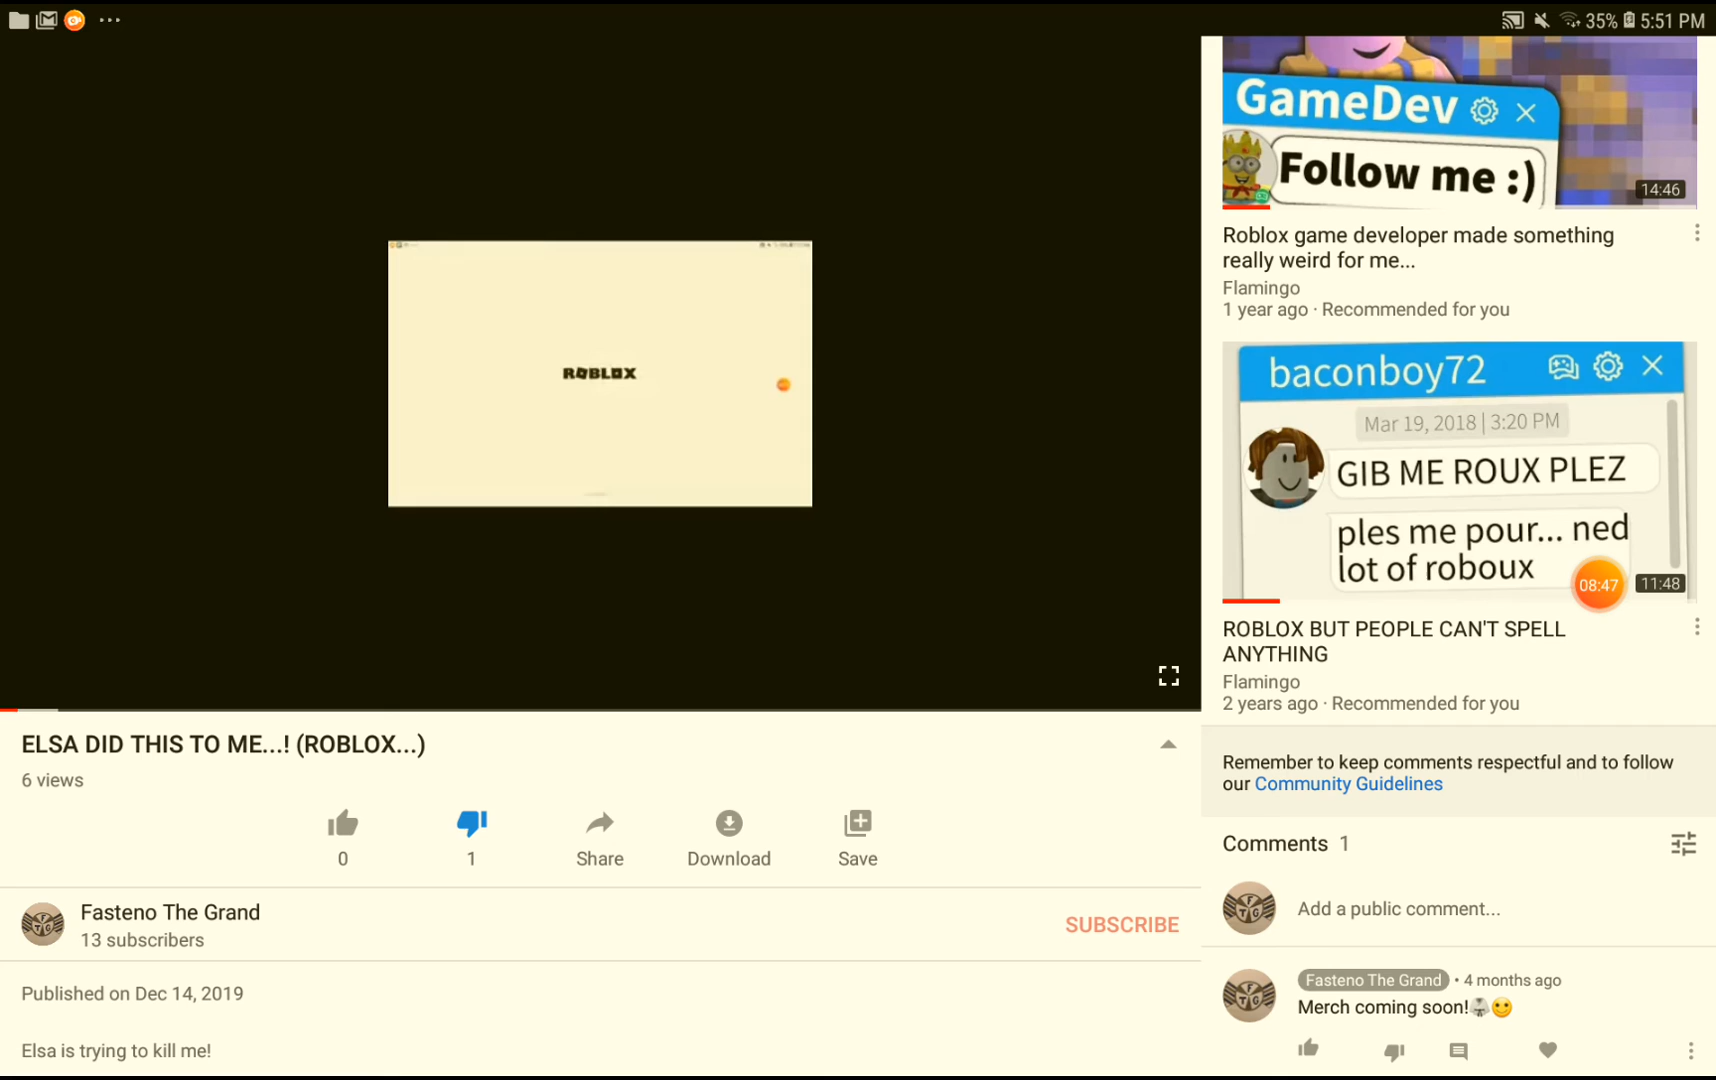 35% 5:51 PM
ROBLOX
GameDev
Follow me :)
14:46
Roblox game developer made something
really weird for me...
Flamingo
1 year ago · Recommended for you
baconboy72
Mar 19, 2018 | 3:20 PM
GIB ME ROUX PLEZ
ples me pour... ned
lot of roboux
08:47
11:48
ROBLOX BUT PEOPLE CAN'T SPELL
ANYTHING
Flamingo
2 years ago · Recommended for you
ELSA DID THIS TO ME...! (ROBLOX...)
6 views
0
1
Share
Download
Save
Fasteno The Grand
13 subscribers
SUBSCRIBE
Published on Dec 14, 2019
Elsa is trying to kill me!
Remember to keep comments respectful and to follow
our Community Guidelines
Comments 1
FTG
Add a public comment...
Fasteno The Grand • 4 months ago
Merch coming soon!🥋🙂